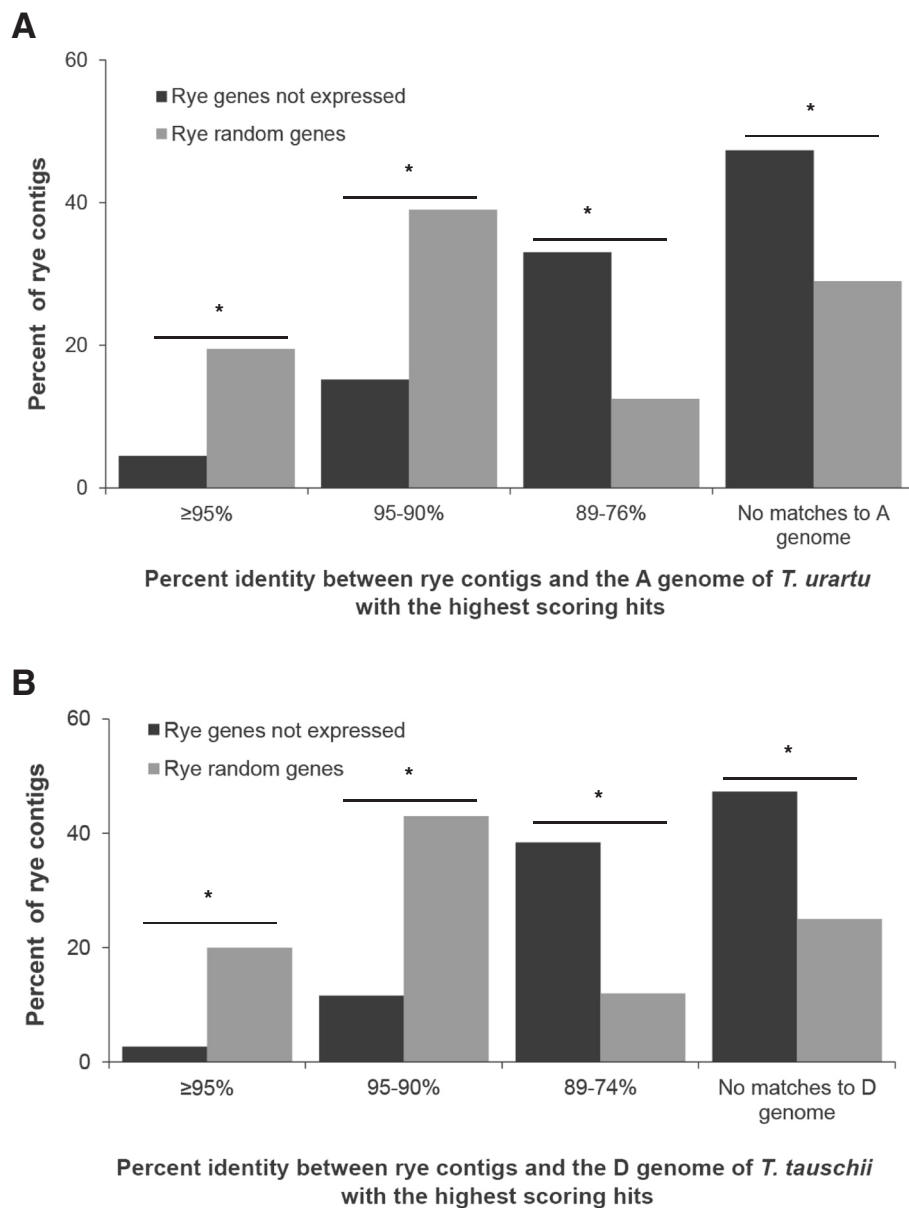 A
60
40
20
0
Percent of rye contigs
Rye genes not expressed
Rye random genes
*
*
*
*
≥95%
95-90%
89-76%
No matches to A
genome
Percent identity between rye contigs and the A genome of T. urartu
with the highest scoring hits
B
60
40
20
0
Percent of rye contigs
Rye genes not expressed
Rye random genes
*
*
*
*
≥95%
95-90%
89-74%
No matches to D
genome
Percent identity between rye contigs and the D genome of T. tauschii
with the highest scoring hits